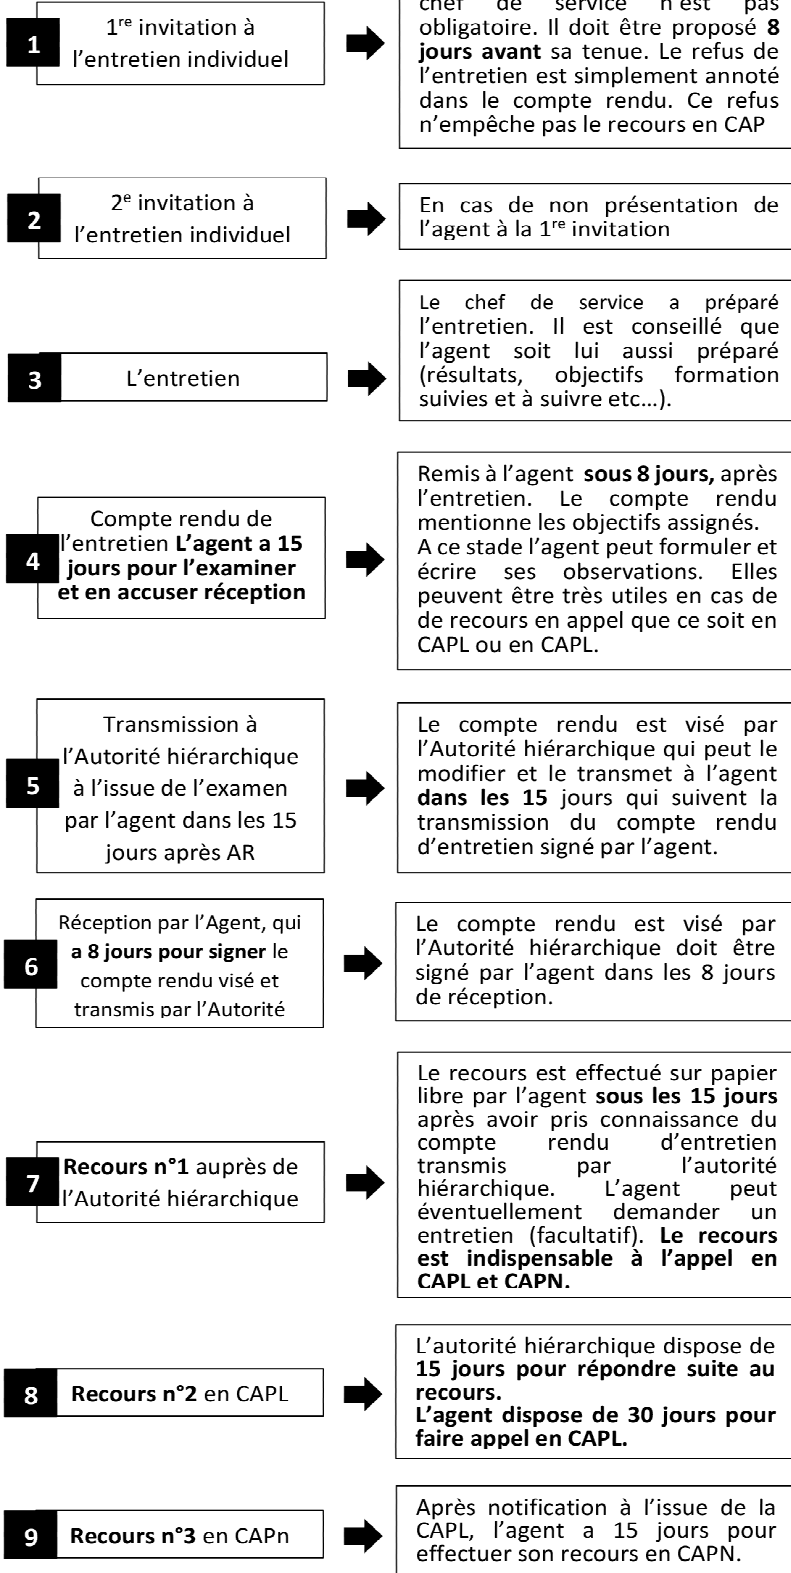 1
1re invitation à
l'entretien individuel
chef de service n'est pas
obligatoire. Il doit être proposé 8
jours avant sa tenue. Le refus de
l'entretien est simplement annoté
dans le compte rendu. Ce refus
n'empêche pas le recours en CAP
2
2e invitation à
l'entretien individuel
En cas de non présentation de
l'agent à la 1re invitation
3
L'entretien
Le chef de service a préparé
l'entretien. Il est conseillé que
l'agent soit lui aussi préparé
(résultats, objectifs formation
suivies et à suivre etc...).
4
Compte rendu de
l'entretien L'agent a 15
jours pour l'examiner
et en accuser réception
Remis à l'agent sous 8 jours, après
l'entretien. Le compte rendu
mentionne les objectifs assignés.
A ce stade l'agent peut formuler et
écrire ses observations. Elles
peuvent être très utiles en cas de
de recours en appel que ce soit en
CAPL ou en CAPL.
5
Transmission à
l'Autorité hiérarchique
à l'issue de l'examen
par l'agent dans les 15
jours après AR
Le compte rendu est visé par
l'Autorité hiérarchique qui peut le
modifier et le transmet à l'agent
dans les 15 jours qui suivent la
transmission du compte rendu
d'entretien signé par l'agent.
6
Réception par l'Agent, qui
a 8 jours pour signer le
compte rendu visé et
transmis par l'Autorité
Le compte rendu est visé par
l'Autorité hiérarchique doit être
signé par l'agent dans les 8 jours
de réception.
7
Recours n°1 auprès de
l'Autorité hiérarchique
Le recours est effectué sur papier
libre par l'agent sous les 15 jours
après avoir pris connaissance du
compte rendu d'entretien
transmis par l'autorité
hiérarchique. L'agent peut
éventuellement demander un
entretien (facultatif). Le recours
est indispensable à l'appel en
CAPL et CAPN.
8
Recours n°2 en CAPL
L'autorité hiérarchique dispose de
15 jours pour répondre suite au
recours.
L'agent dispose de 30 jours pour
faire appel en CAPL.
9
Recours n°3 en CAPn
Après notification à l'issue de la
CAPL, l'agent a 15 jours pour
effectuer son recours en CAPN.